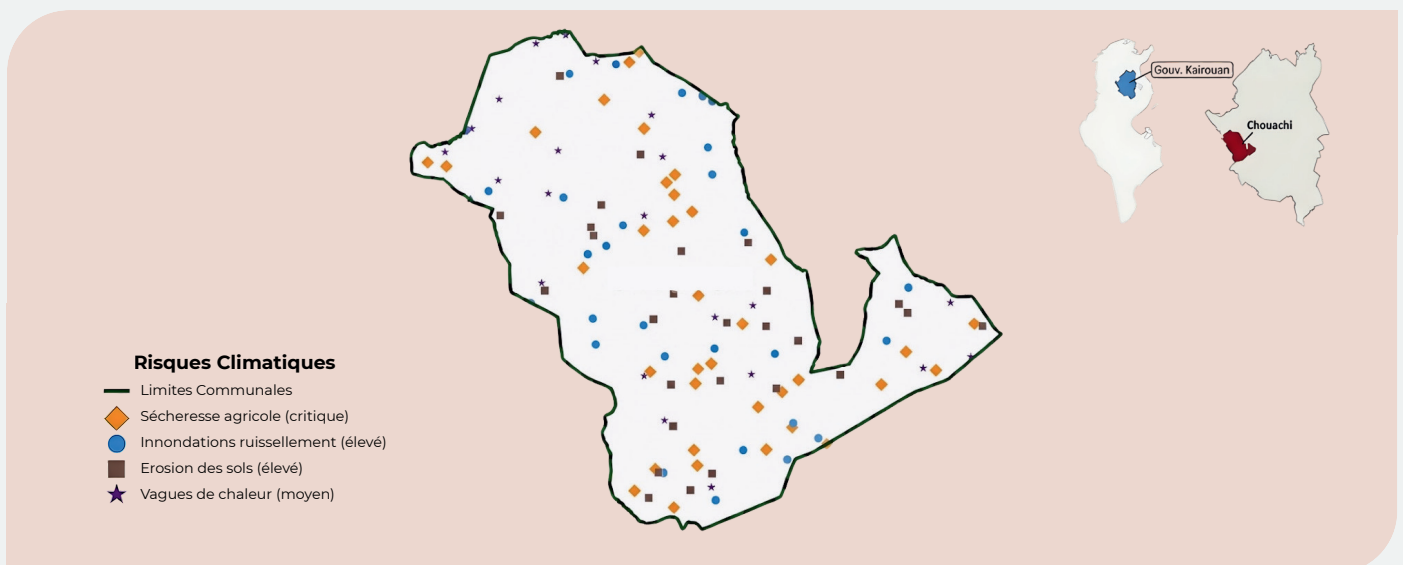 Gouv. Kairouan
Chouachi
Risques Climatiques
Limites Communales
Sécheresse agricole (critique)
Innondations ruissellement (élevé)
Erosion des sols (élevé)
Vagues de chaleur (moyen)